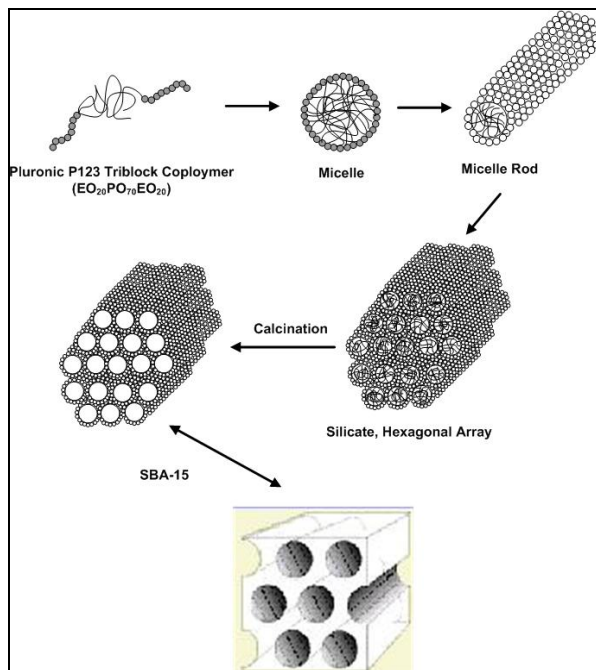 Pluronic P123 Triblock Coploymer
(EO₂₀PO₇₀EO₂₀)
Micelle
Micelle Rod
Calcination
Silicate, Hexagonal Array
SBA-15